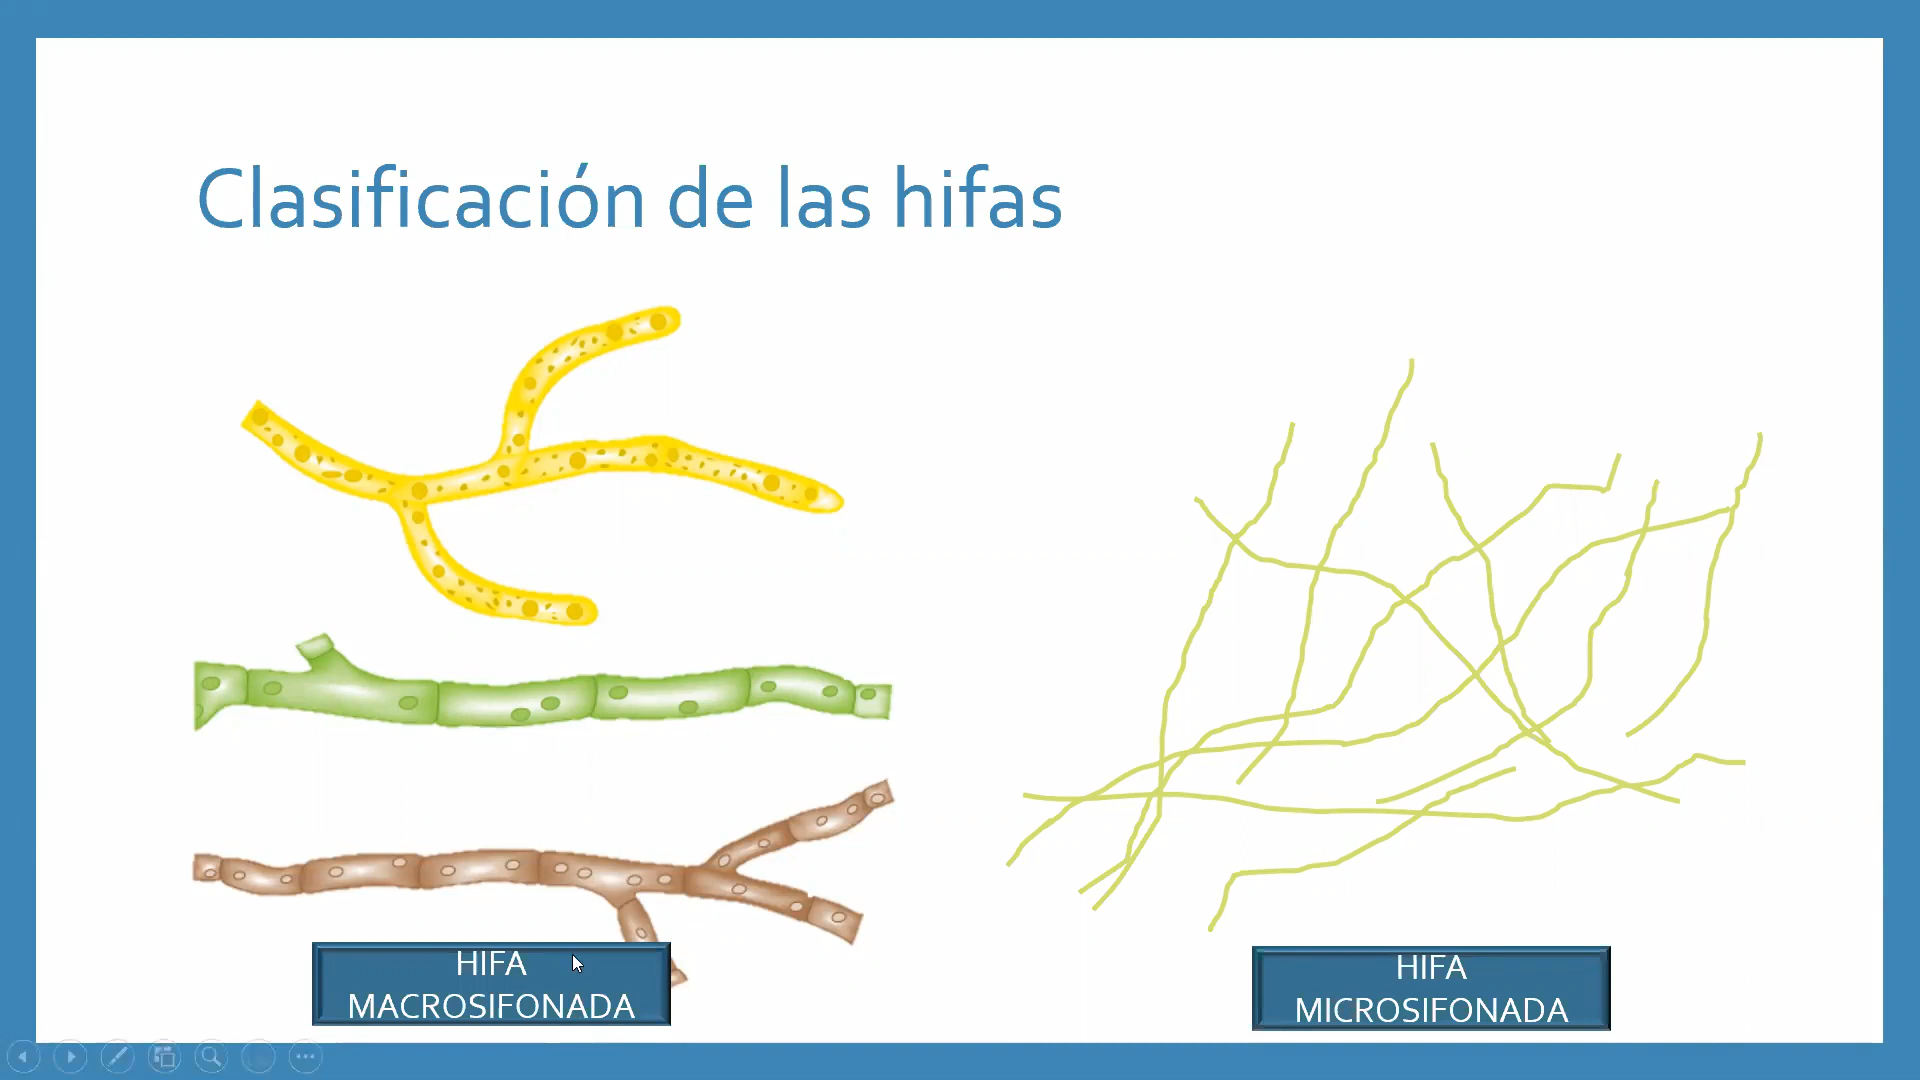 Clasificación de las hifas
HIFA
MACROSIFONADA
HIFA
MICROSIFONADA